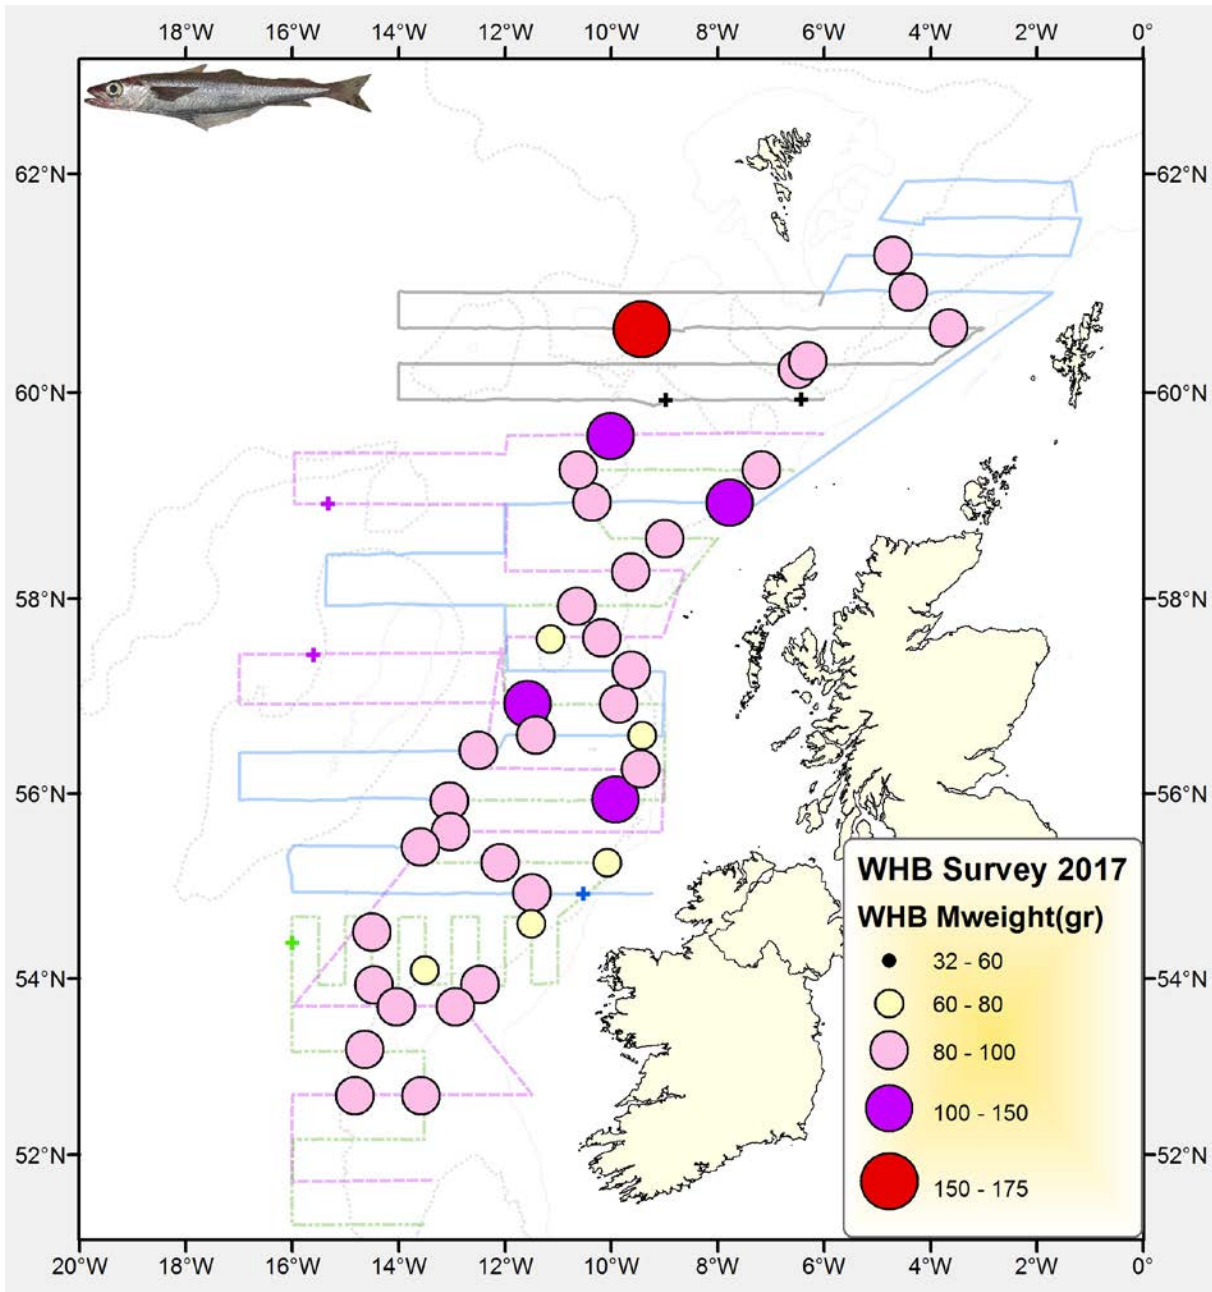 18°W 16°W 14°W 12°W 10°W 8°W 6°W 4°W 2°W 0°
62°N 62°N
60°N 60°N
58°N 58°N
56°N 56°N
WHB Survey 2017
WHB Mweight(gr)
32 - 60
54°N 54°N
60 - 80
80 - 100
100 - 150
52°N 52°N
150 - 175
20°W 18°W 16°W 14°W 12°W 10°W 8°W 6°W 4°W 2°W 0°